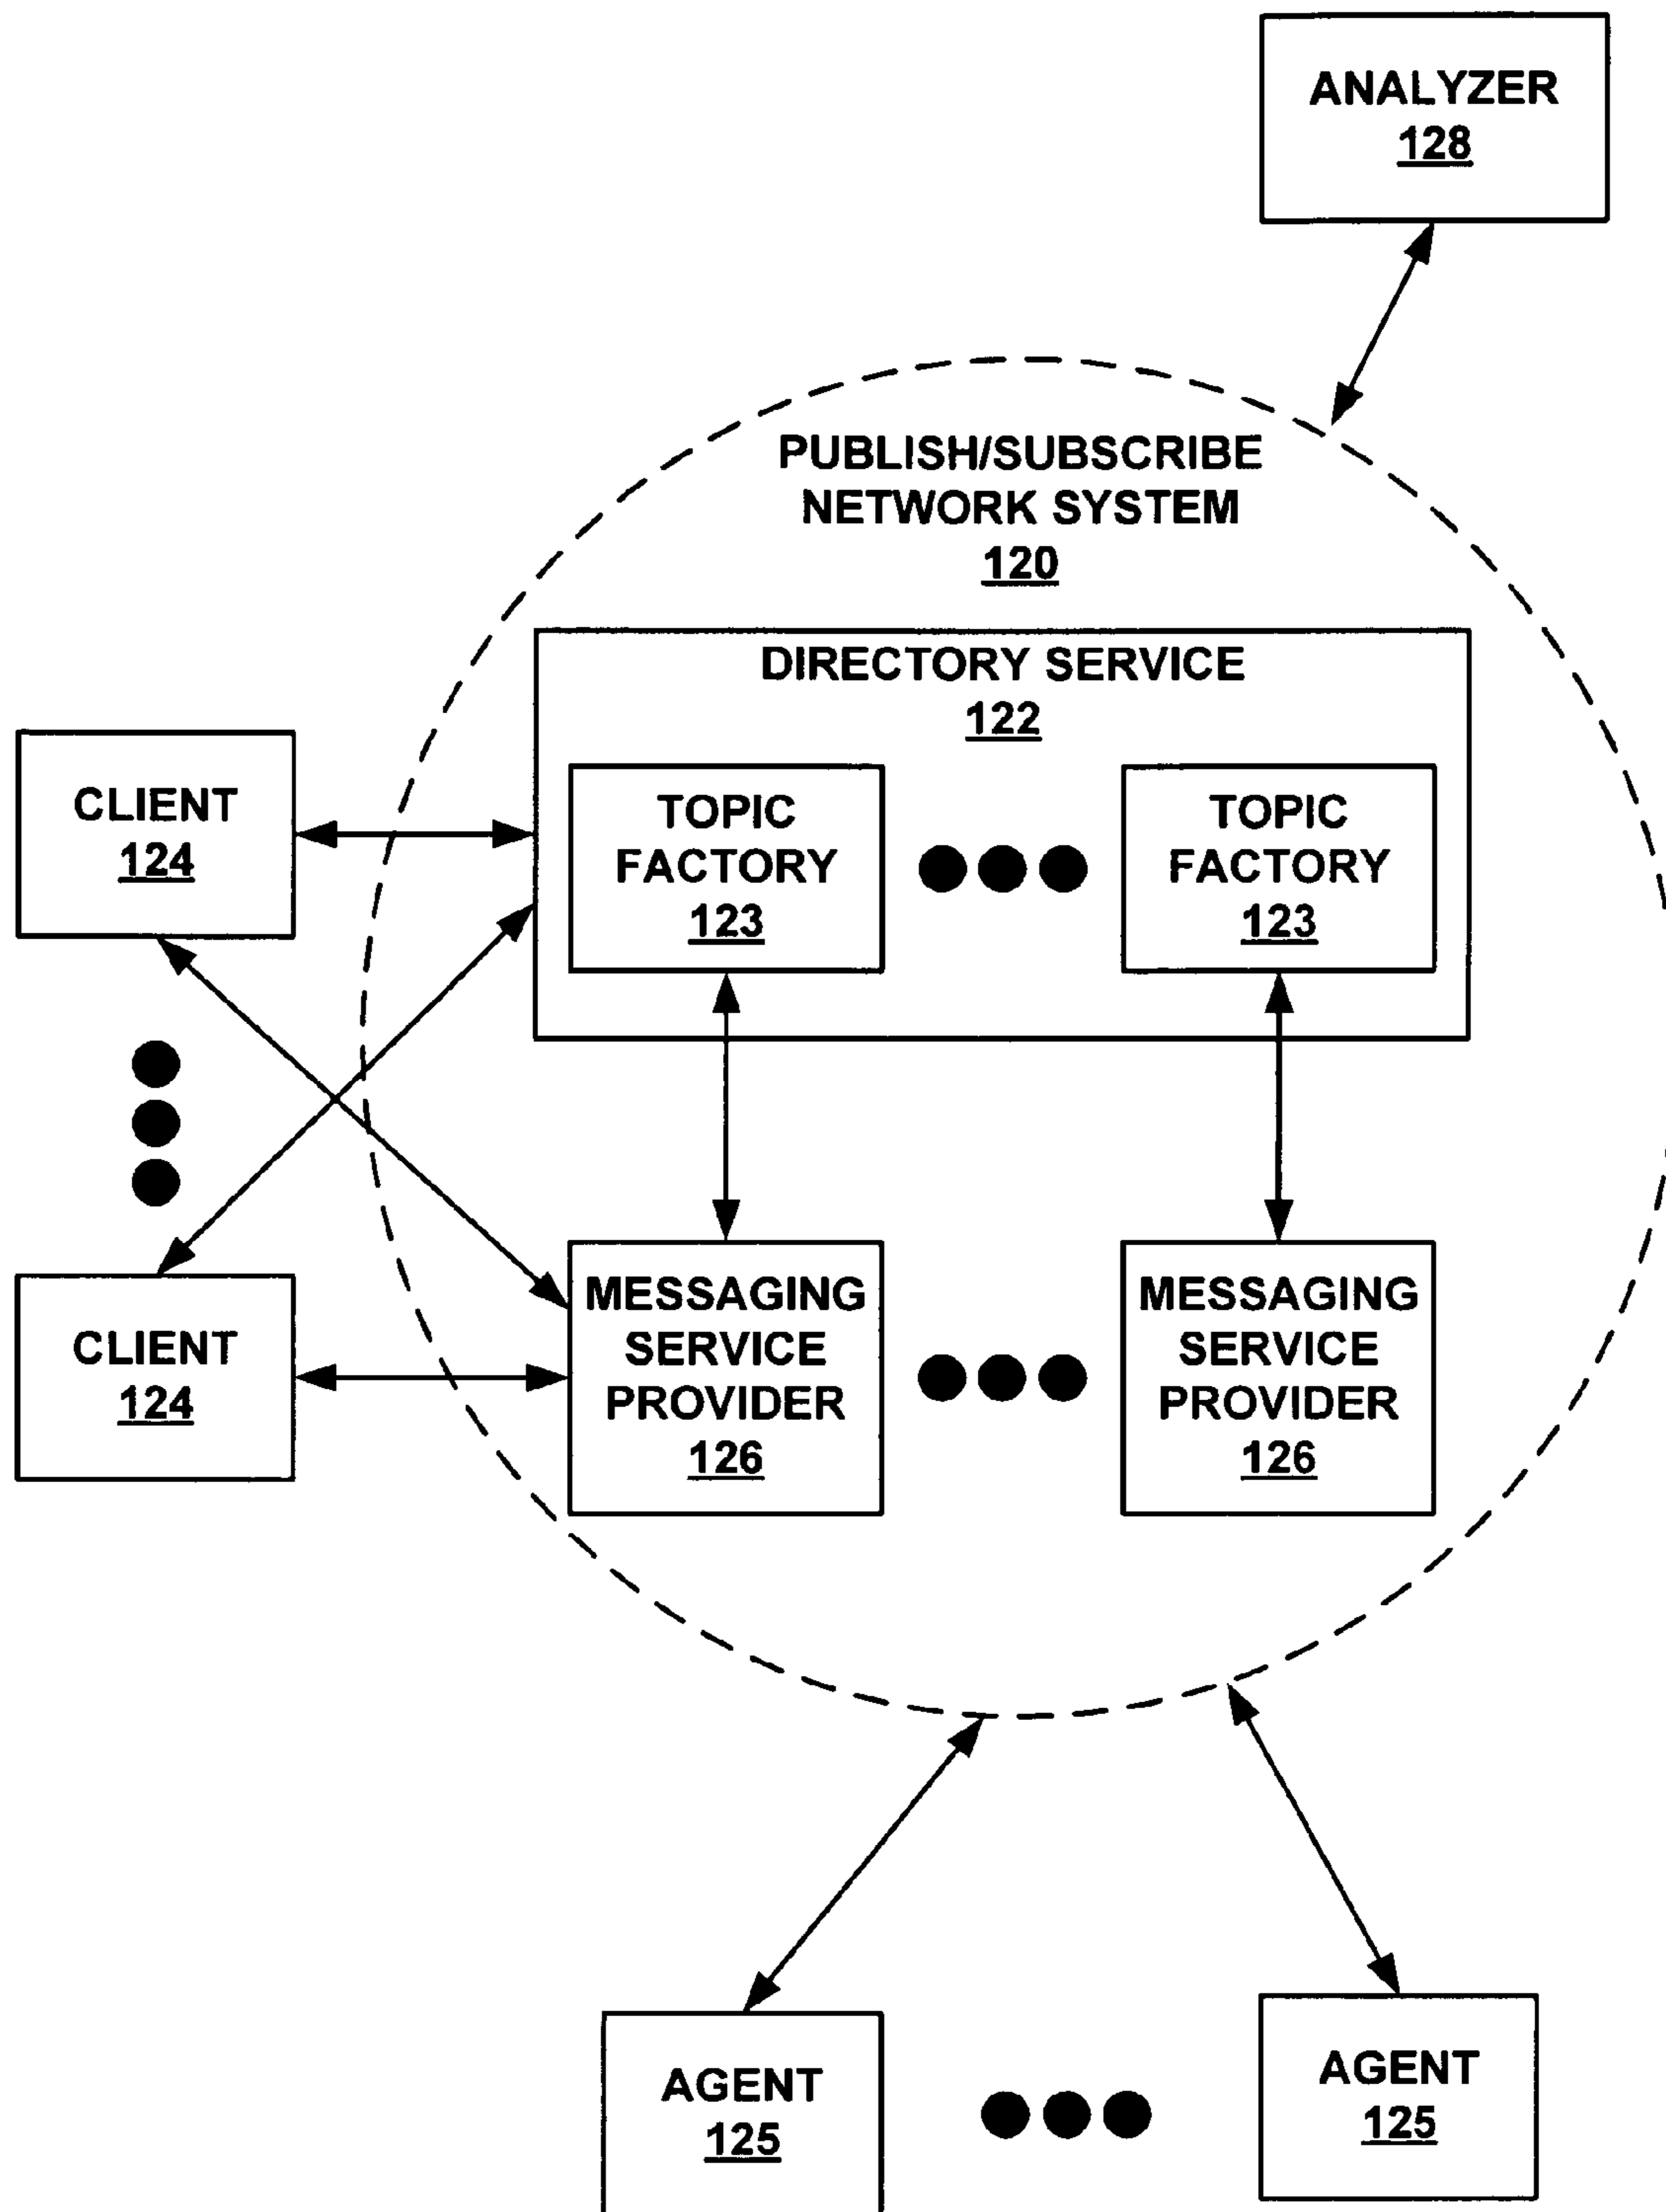 ANALYZER
128
PUBLISH/SUBSCRIBE
NETWORK SYSTEM
120
DIRECTORY SERVICE
122
CLIENT
124
TOPIC
FACTORY
123
TOPIC
FACTORY
123
CLIENT
124
MESSAGING
SERVICE
PROVIDER
126
MESSAGING
SERVICE
PROVIDER
126
AGENT
125
AGENT
125